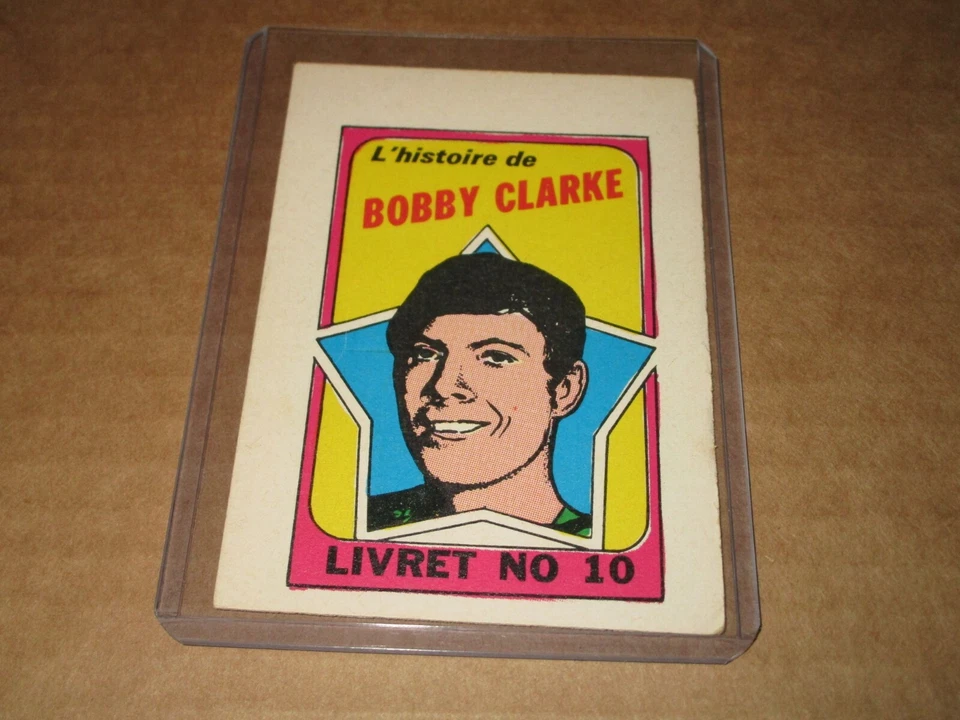 L'histoire de
BOBBY CLARKE
LIVRET NO 10